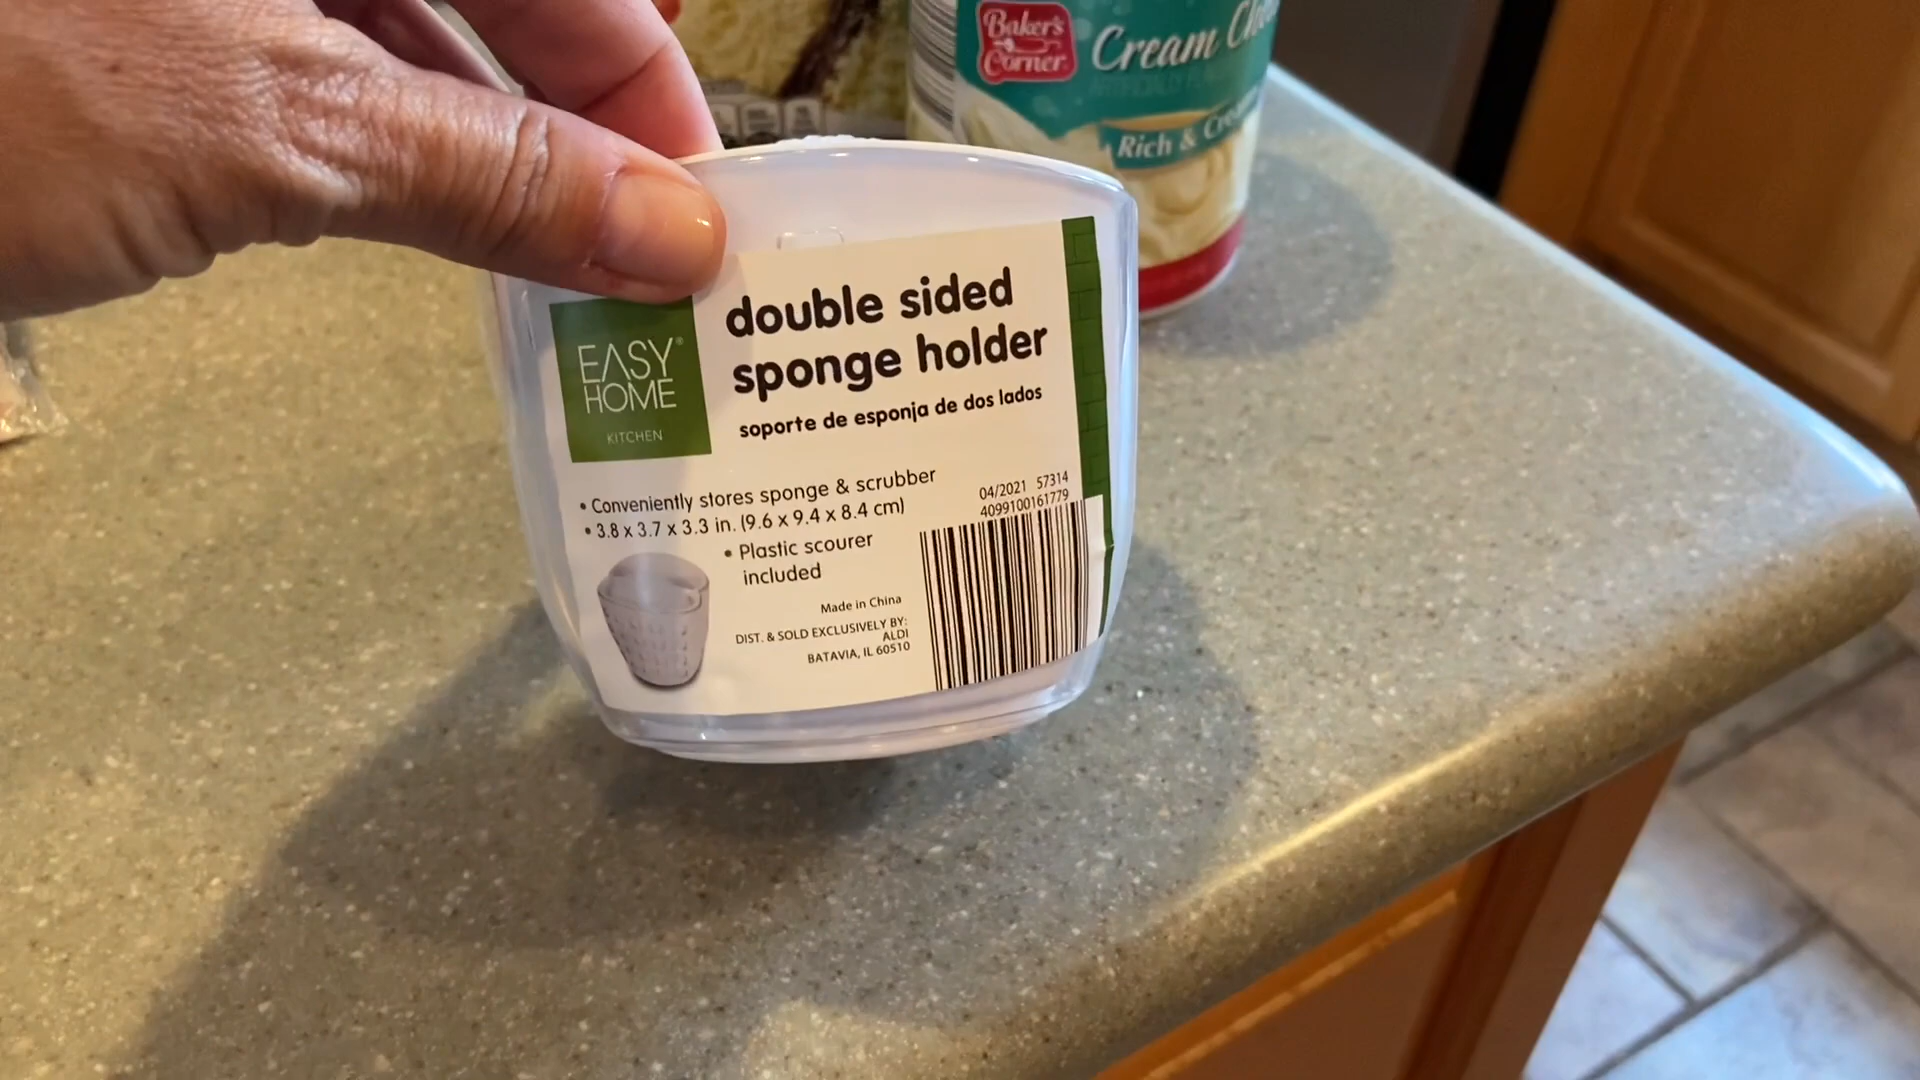 Baker's
Corner
Cream
ARTIFICIALLY
Rich &
EASY®
HOME
KITCHEN
double sided
sponge holder
soporte de esponja de dos lados
• Conveniently stores sponge & scrubber
• 3.8 x 3.7 x 3.3 in. (9.6 x 9.4 x 8.4 cm)
• Plastic scourer
included
04/2021 57314
4099100161779
Made in China
DIST. & SOLD EXCLUSIVELY BY:
ALDI
BATAVIA, IL 60510